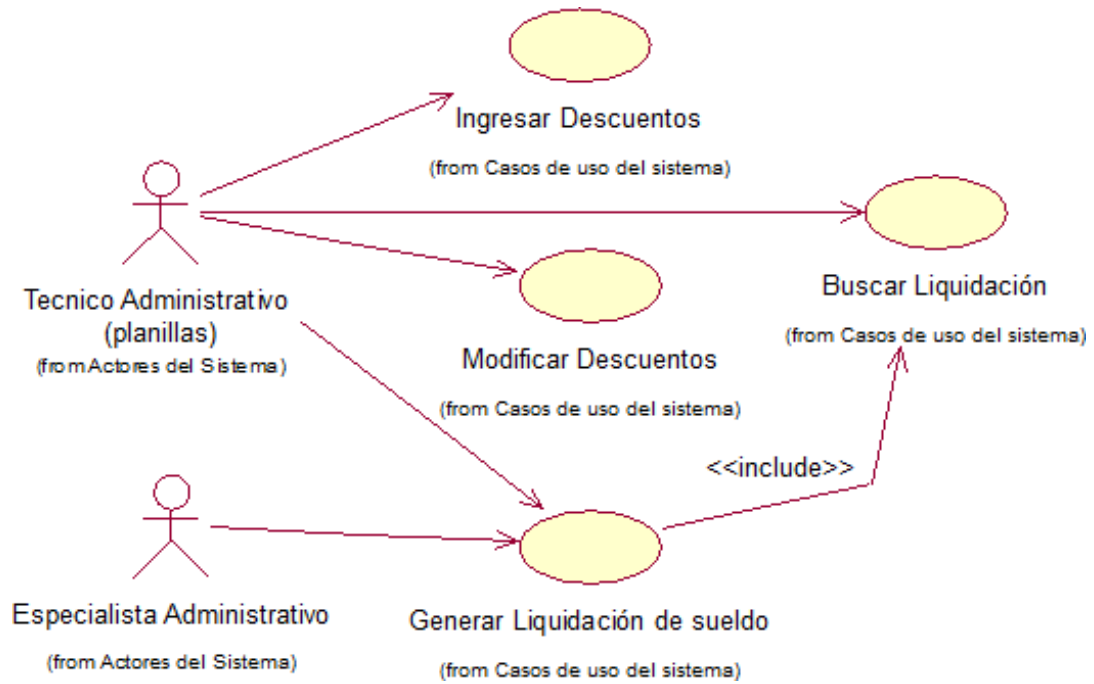 Ingresar Descuentos
(from Casos de uso del sistema)
Tecnico Administrativo
(planillas)
(from Actores del Sistema)
Buscar Liquidación
(from Casos de uso del sistema)
Modificar Descuentos
(from Casos de uso del sistema)
<<include>>
Especialista Administrativo
(from Actores del Sistema)
Generar Liquidación de sueldo
(from Casos de uso del sistema)